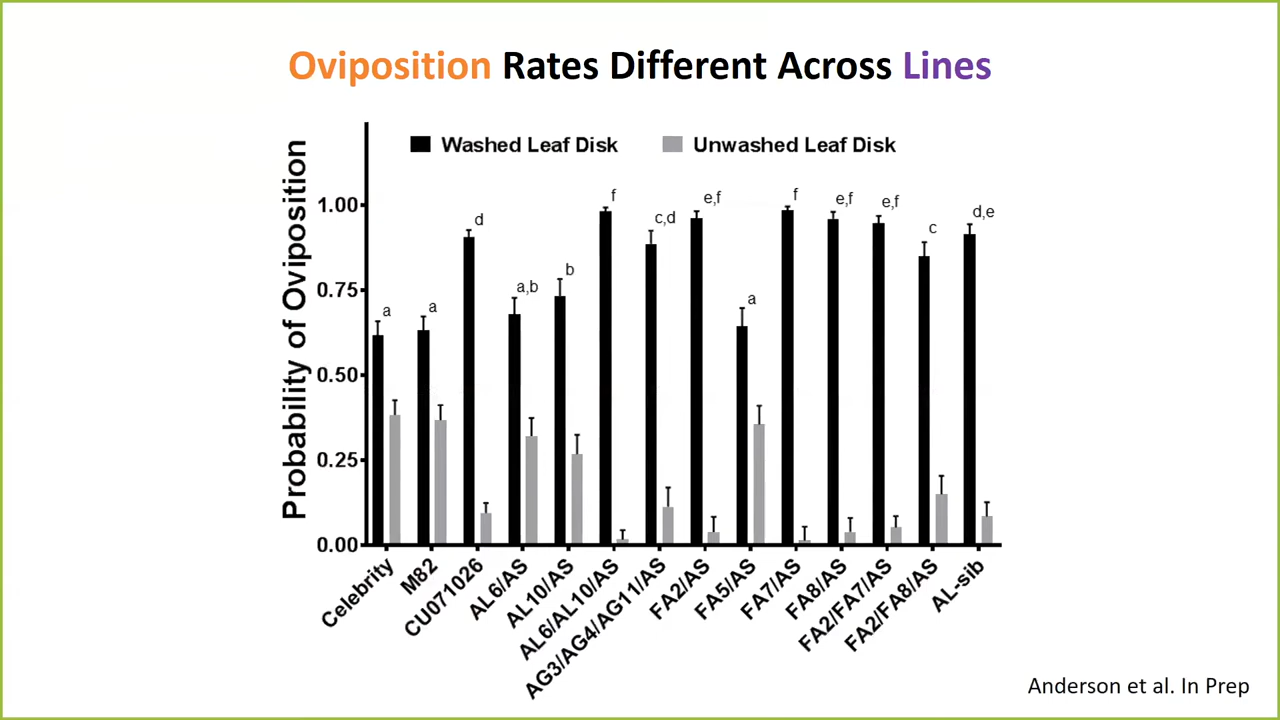 Oviposition Rates Different Across Lines
Washed Leaf Disk
Unwashed Leaf Disk
Probability of Oviposition
1.00
0.75
0.50
0.25
0.00
a
a
d
a,b
b
f
c,d
e,f
a
f
e,f
e,f
c
d,e
Celebrity
M82
CU071026
AL6/AS
AL10/AS
AL6/AL10/AS
AG3/AG4/AG11/AS
FA2/AS
FA5/AS
FA7/AS
FA8/AS
FA2/FA7/AS
FA2/FA8/AS
AL-sib
Anderson et al. In Prep